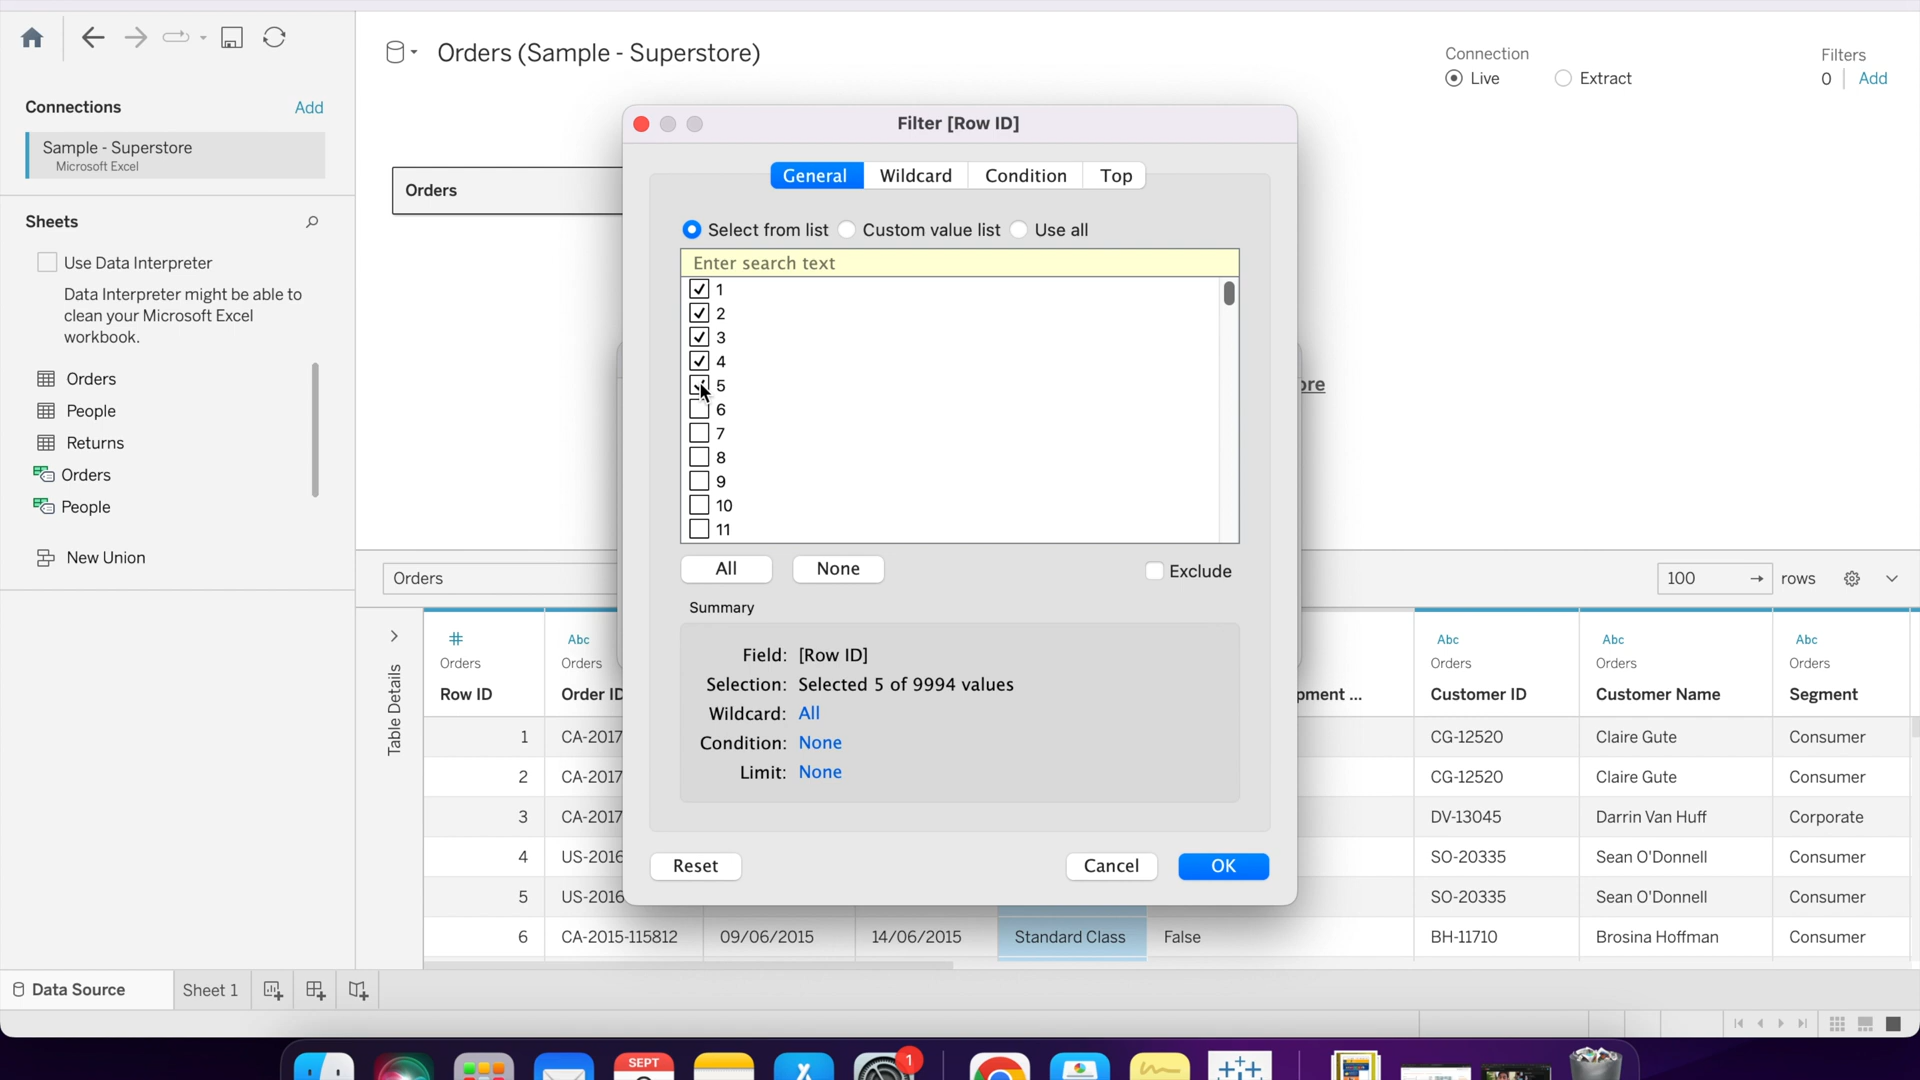 Orders (Sample - Superstore)
Connection
Live
Extract
Filters
0
Add
Connections
Add
Sample - Superstore
Microsoft Excel
Sheets
Use Data Interpreter
Data Interpreter might be able to
clean your Microsoft Excel
workbook.
Orders
People
Returns
Orders
People
New Union
Orders
Filter [Row ID]
General
Wildcard
Condition
Top
Select from list
Custom value list
Use all
Enter search text
1
2
3
4
5
6
7
8
9
10
11
All
None
Exclude
Summary
Field: [Row ID]
Selection: Selected 5 of 9994 values
Wildcard: All
Condition: None
Limit: None
Reset
Cancel
OK
ore
Orders
100
rows
Table Details
#
Orders
Row ID
Abc
Orders
Order ID
pment ...
Abc
Orders
Customer ID
Abc
Orders
Customer Name
Abc
Orders
Segment
1 CA-2017 CG-12520 Claire Gute Consumer
2 CA-2017 CG-12520 Claire Gute Consumer
3 CA-2017 DV-13045 Darrin Van Huff Corporate
4 US-2016 SO-20335 Sean O'Donnell Consumer
5 US-2016 SO-20335 Sean O'Donnell Consumer
6 CA-2015-115812 09/06/2015 14/06/2015 Standard Class False BH-11710 Brosina Hoffman Consumer
Data Source
Sheet 1
SEPT
1